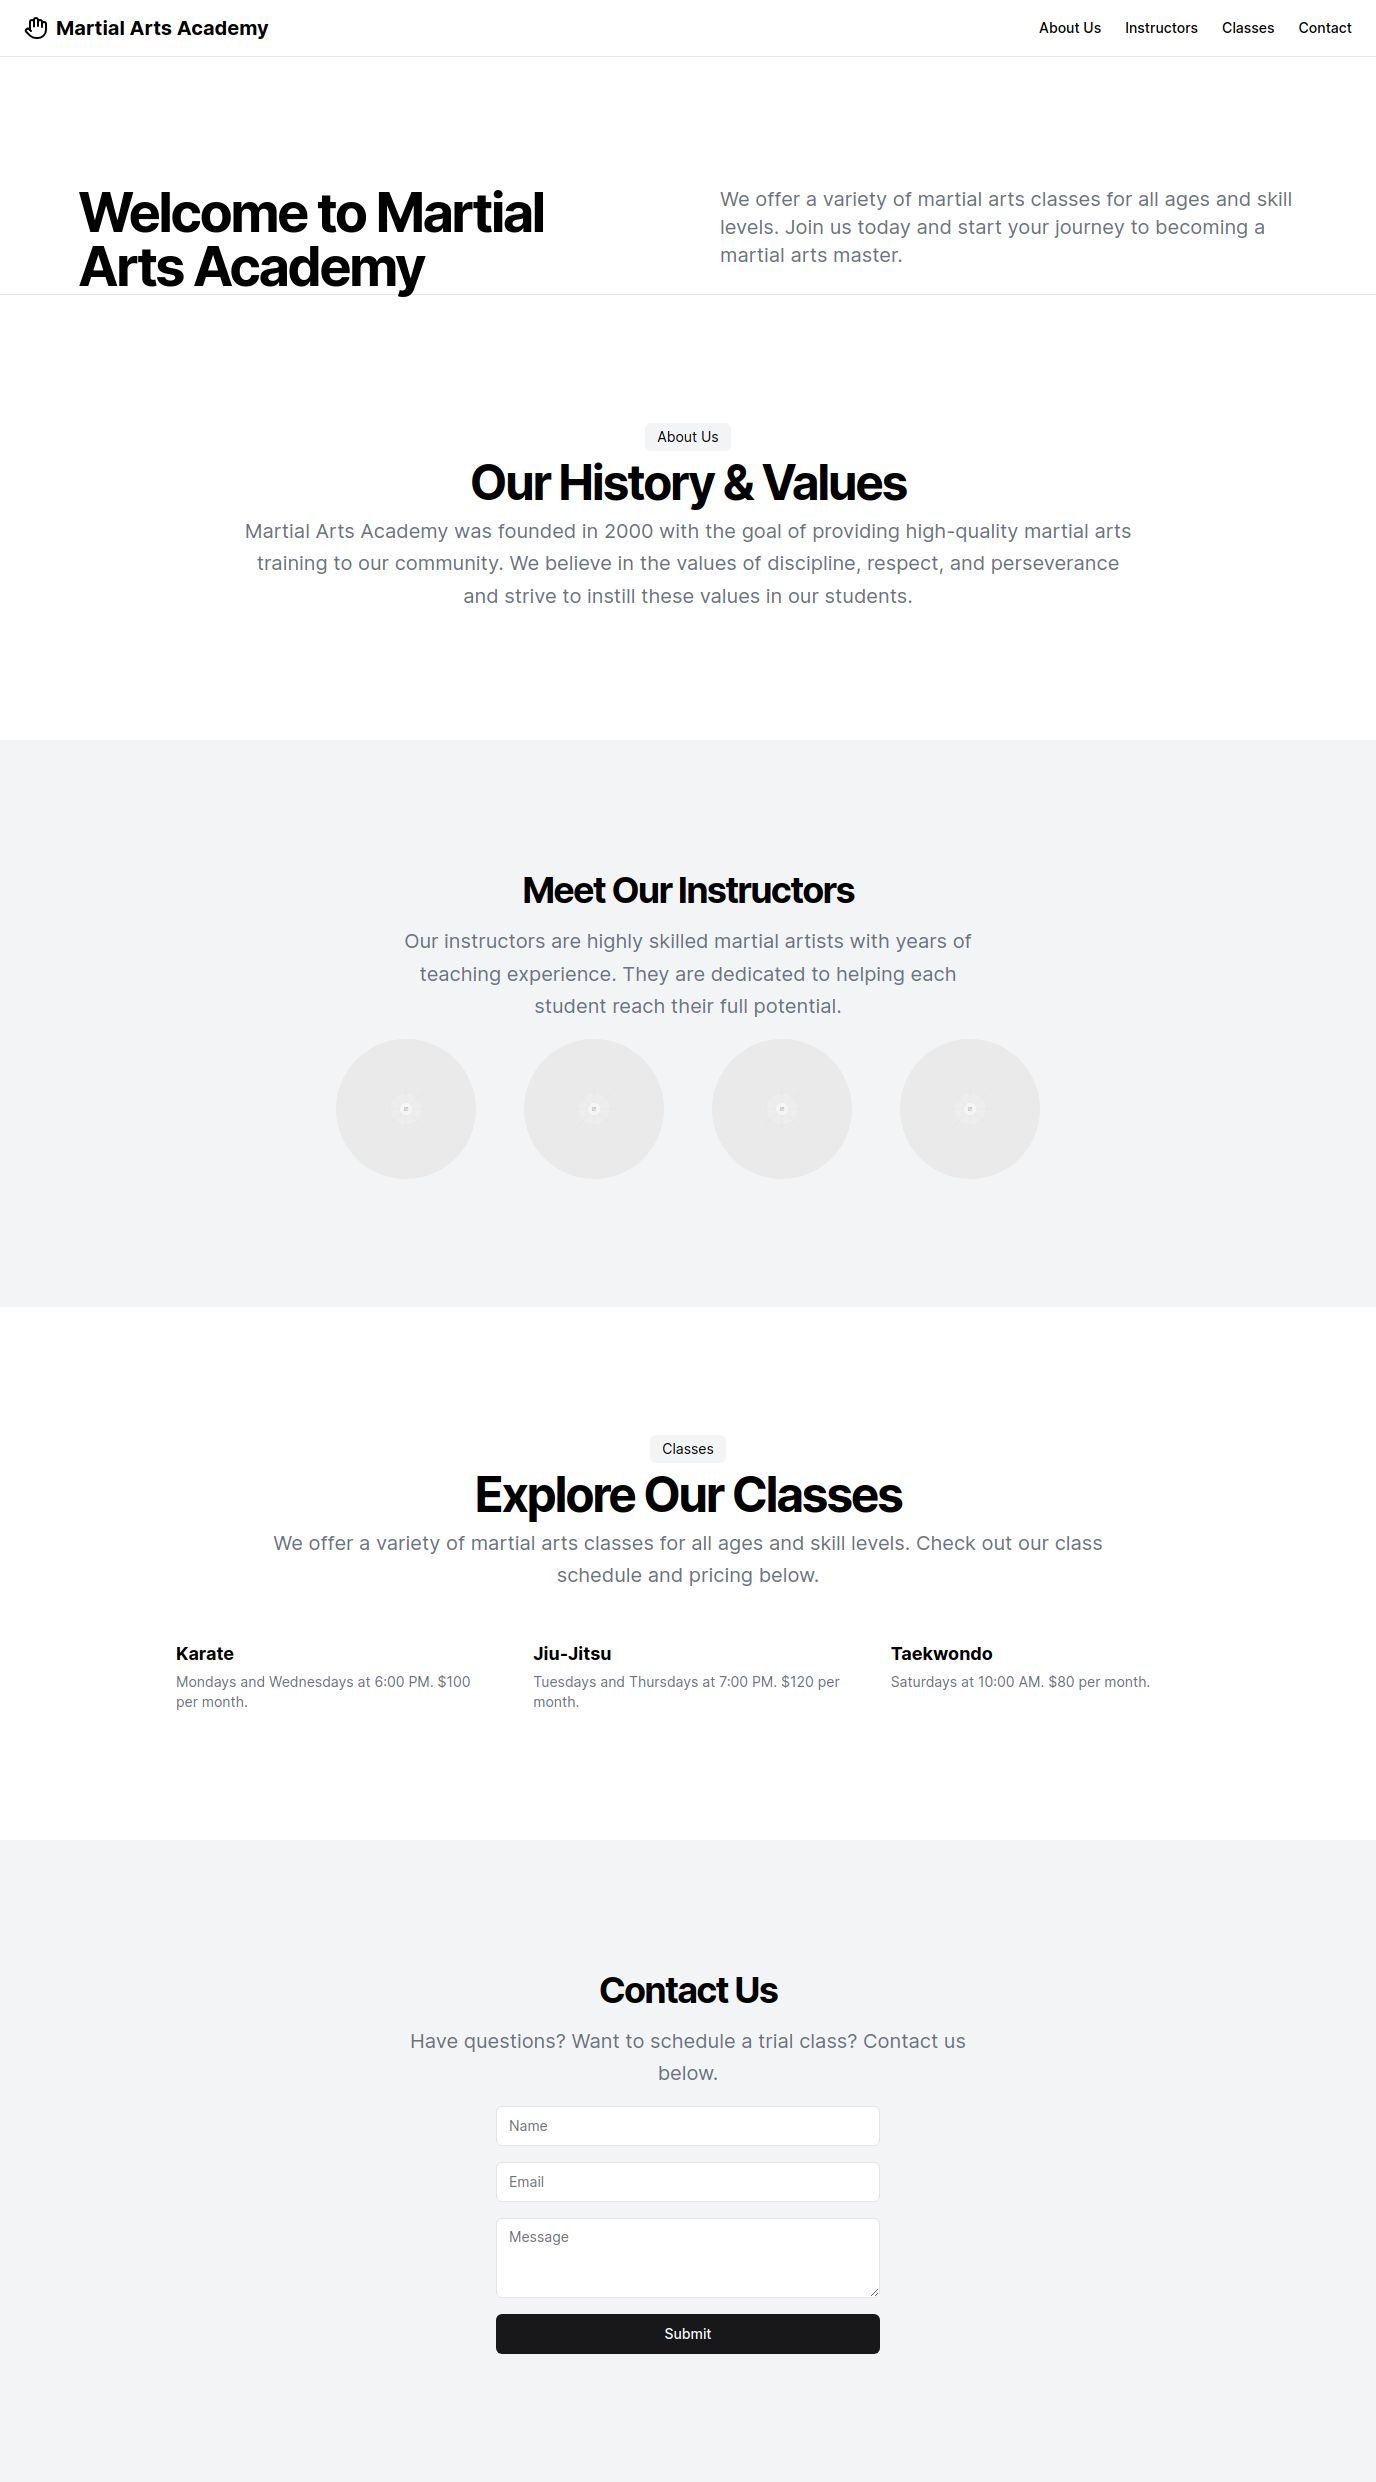 Martial Arts Academy
About Us
Instructors
Classes
Contact
Welcome to Martial
Arts Academy
We offer a variety of martial arts classes for all ages and skill
levels. Join us today and start your journey to becoming a
martial arts master.
About Us
Our History & Values
Martial Arts Academy was founded in 2000 with the goal of providing high-quality martial arts
training to our community. We believe in the values of discipline, respect, and perseverance
and strive to instill these values in our students.
Meet Our Instructors
Our instructors are highly skilled martial artists with years of
teaching experience. They are dedicated to helping each
student reach their full potential.
Classes
Explore Our Classes
We offer a variety of martial arts classes for all ages and skill levels. Check out our class
schedule and pricing below.
Karate
Mondays and Wednesdays at 6:00 PM. $100
per month.
Jiu-Jitsu
Tuesdays and Thursdays at 7:00 PM. $120 per
month.
Taekwondo
Saturdays at 10:00 AM. $80 per month.
Contact Us
Have questions? Want to schedule a trial class? Contact us
below.
Name
Email
Message
Submit